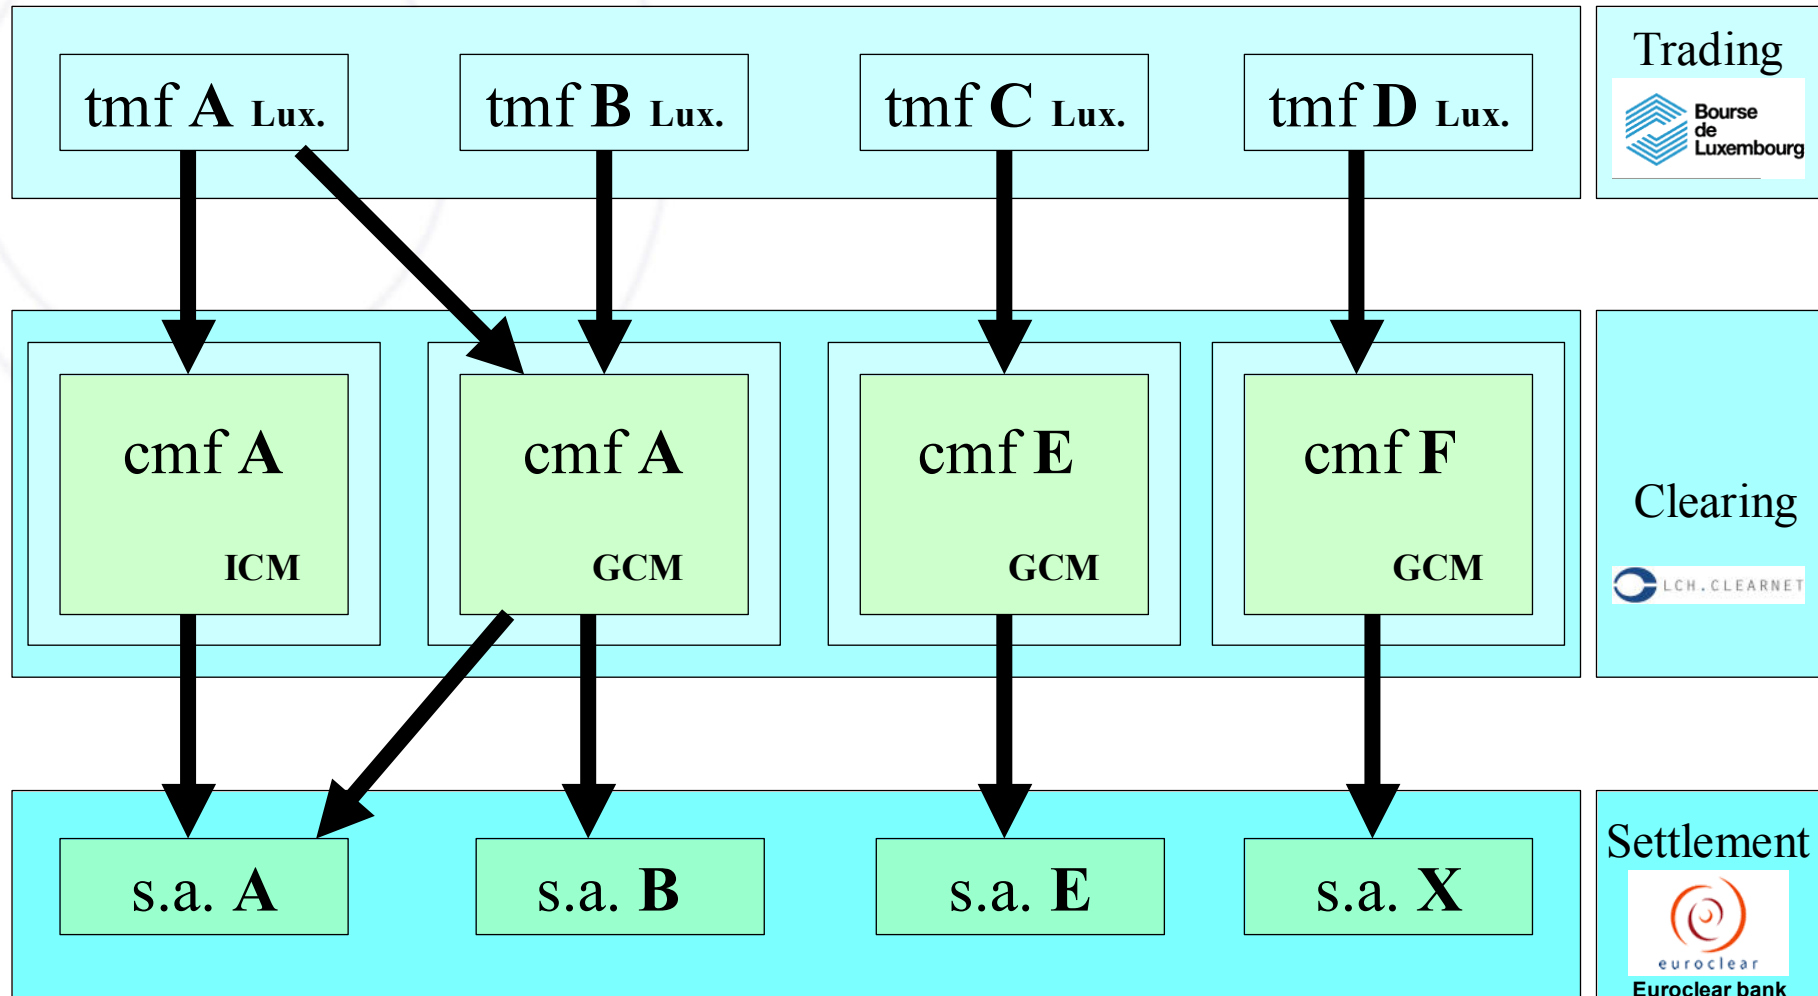 tmf A Lux.
tmf B Lux.
tmf C Lux.
tmf D Lux.
Trading
Bourse
de
Luxembourg
cmf A
ICM
cmf A
GCM
cmf E
GCM
cmf F
GCM
Clearing
LCH.CLEARNET
s.a. A
s.a. B
s.a. E
s.a. X
Settlement
euroclear
Euroclear bank